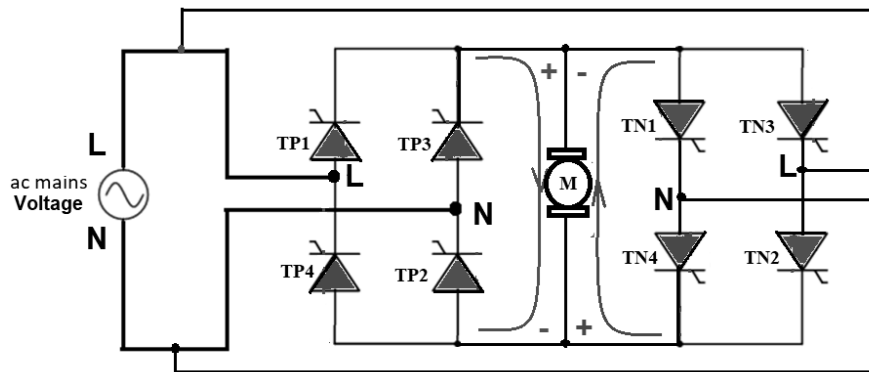 L
ac mains
Voltage
N
TP1
TP3
L
N
TP4
TP2
+
-
M
-
+
TN1
TN3
L
N
TN4
TN2